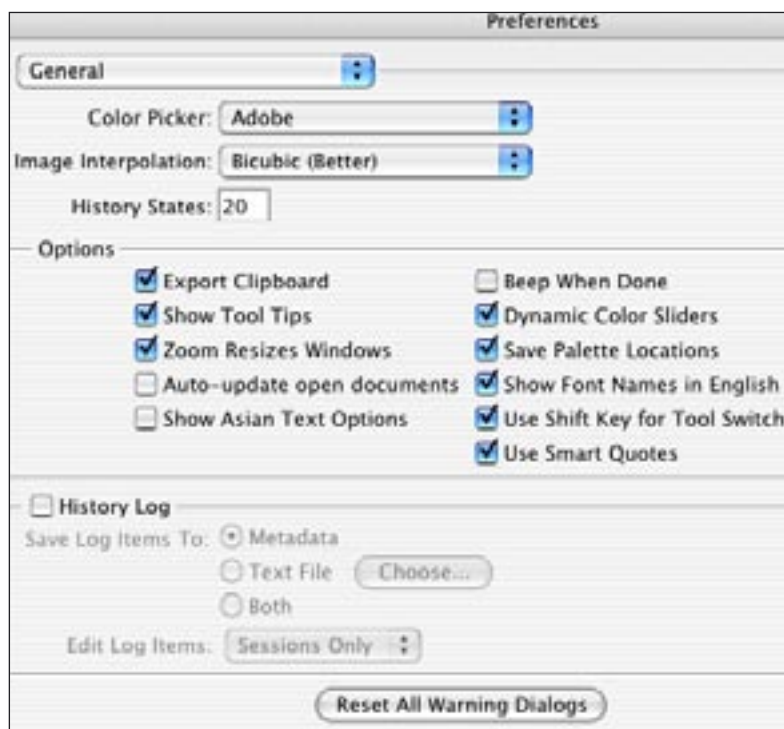 Preferences
General
Color Picker: Adobe
Image Interpolation: Bicubic (Better)
History States: 20
Options
Export Clipboard
Beep When Done
Show Tool Tips
Dynamic Color Sliders
Zoom Resizes Windows
Save Palette Locations
Auto-update open documents
Show Font Names in English
Show Asian Text Options
Use Shift Key for Tool Switch
Use Smart Quotes
History Log
Save Log Items To: Metadata
Text File Choose...
Both
Edit Log Items: Sessions Only
Reset All Warning Dialogs